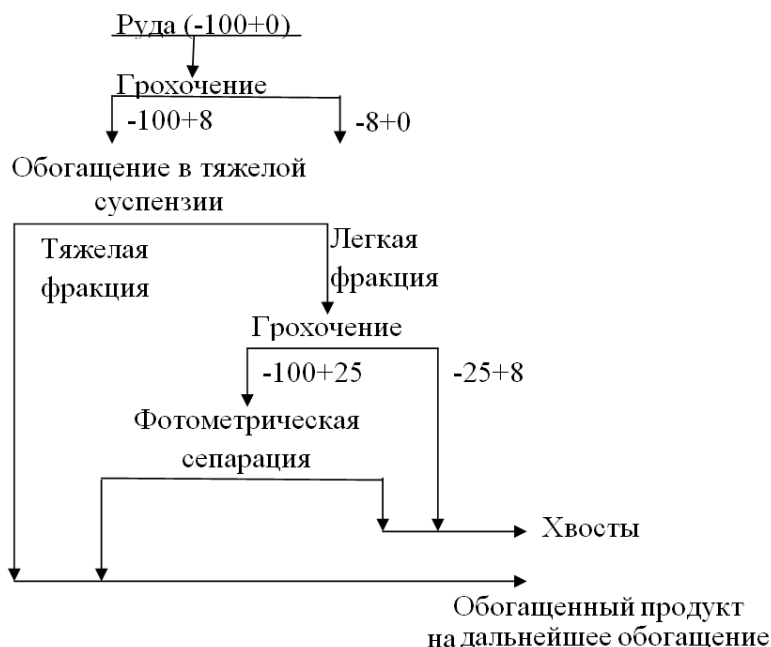 Руда (-100+0)
Грохочение
-100+8
-8+0
Обогащение в тяжелой
суспензии
Тяжелая
фракция
Легкая
фракция
Грохочение
-100+25
-25+8
Фотометрическая
сепарация
Хвосты
Обогащенный продукт
на дальнейшее обогащение